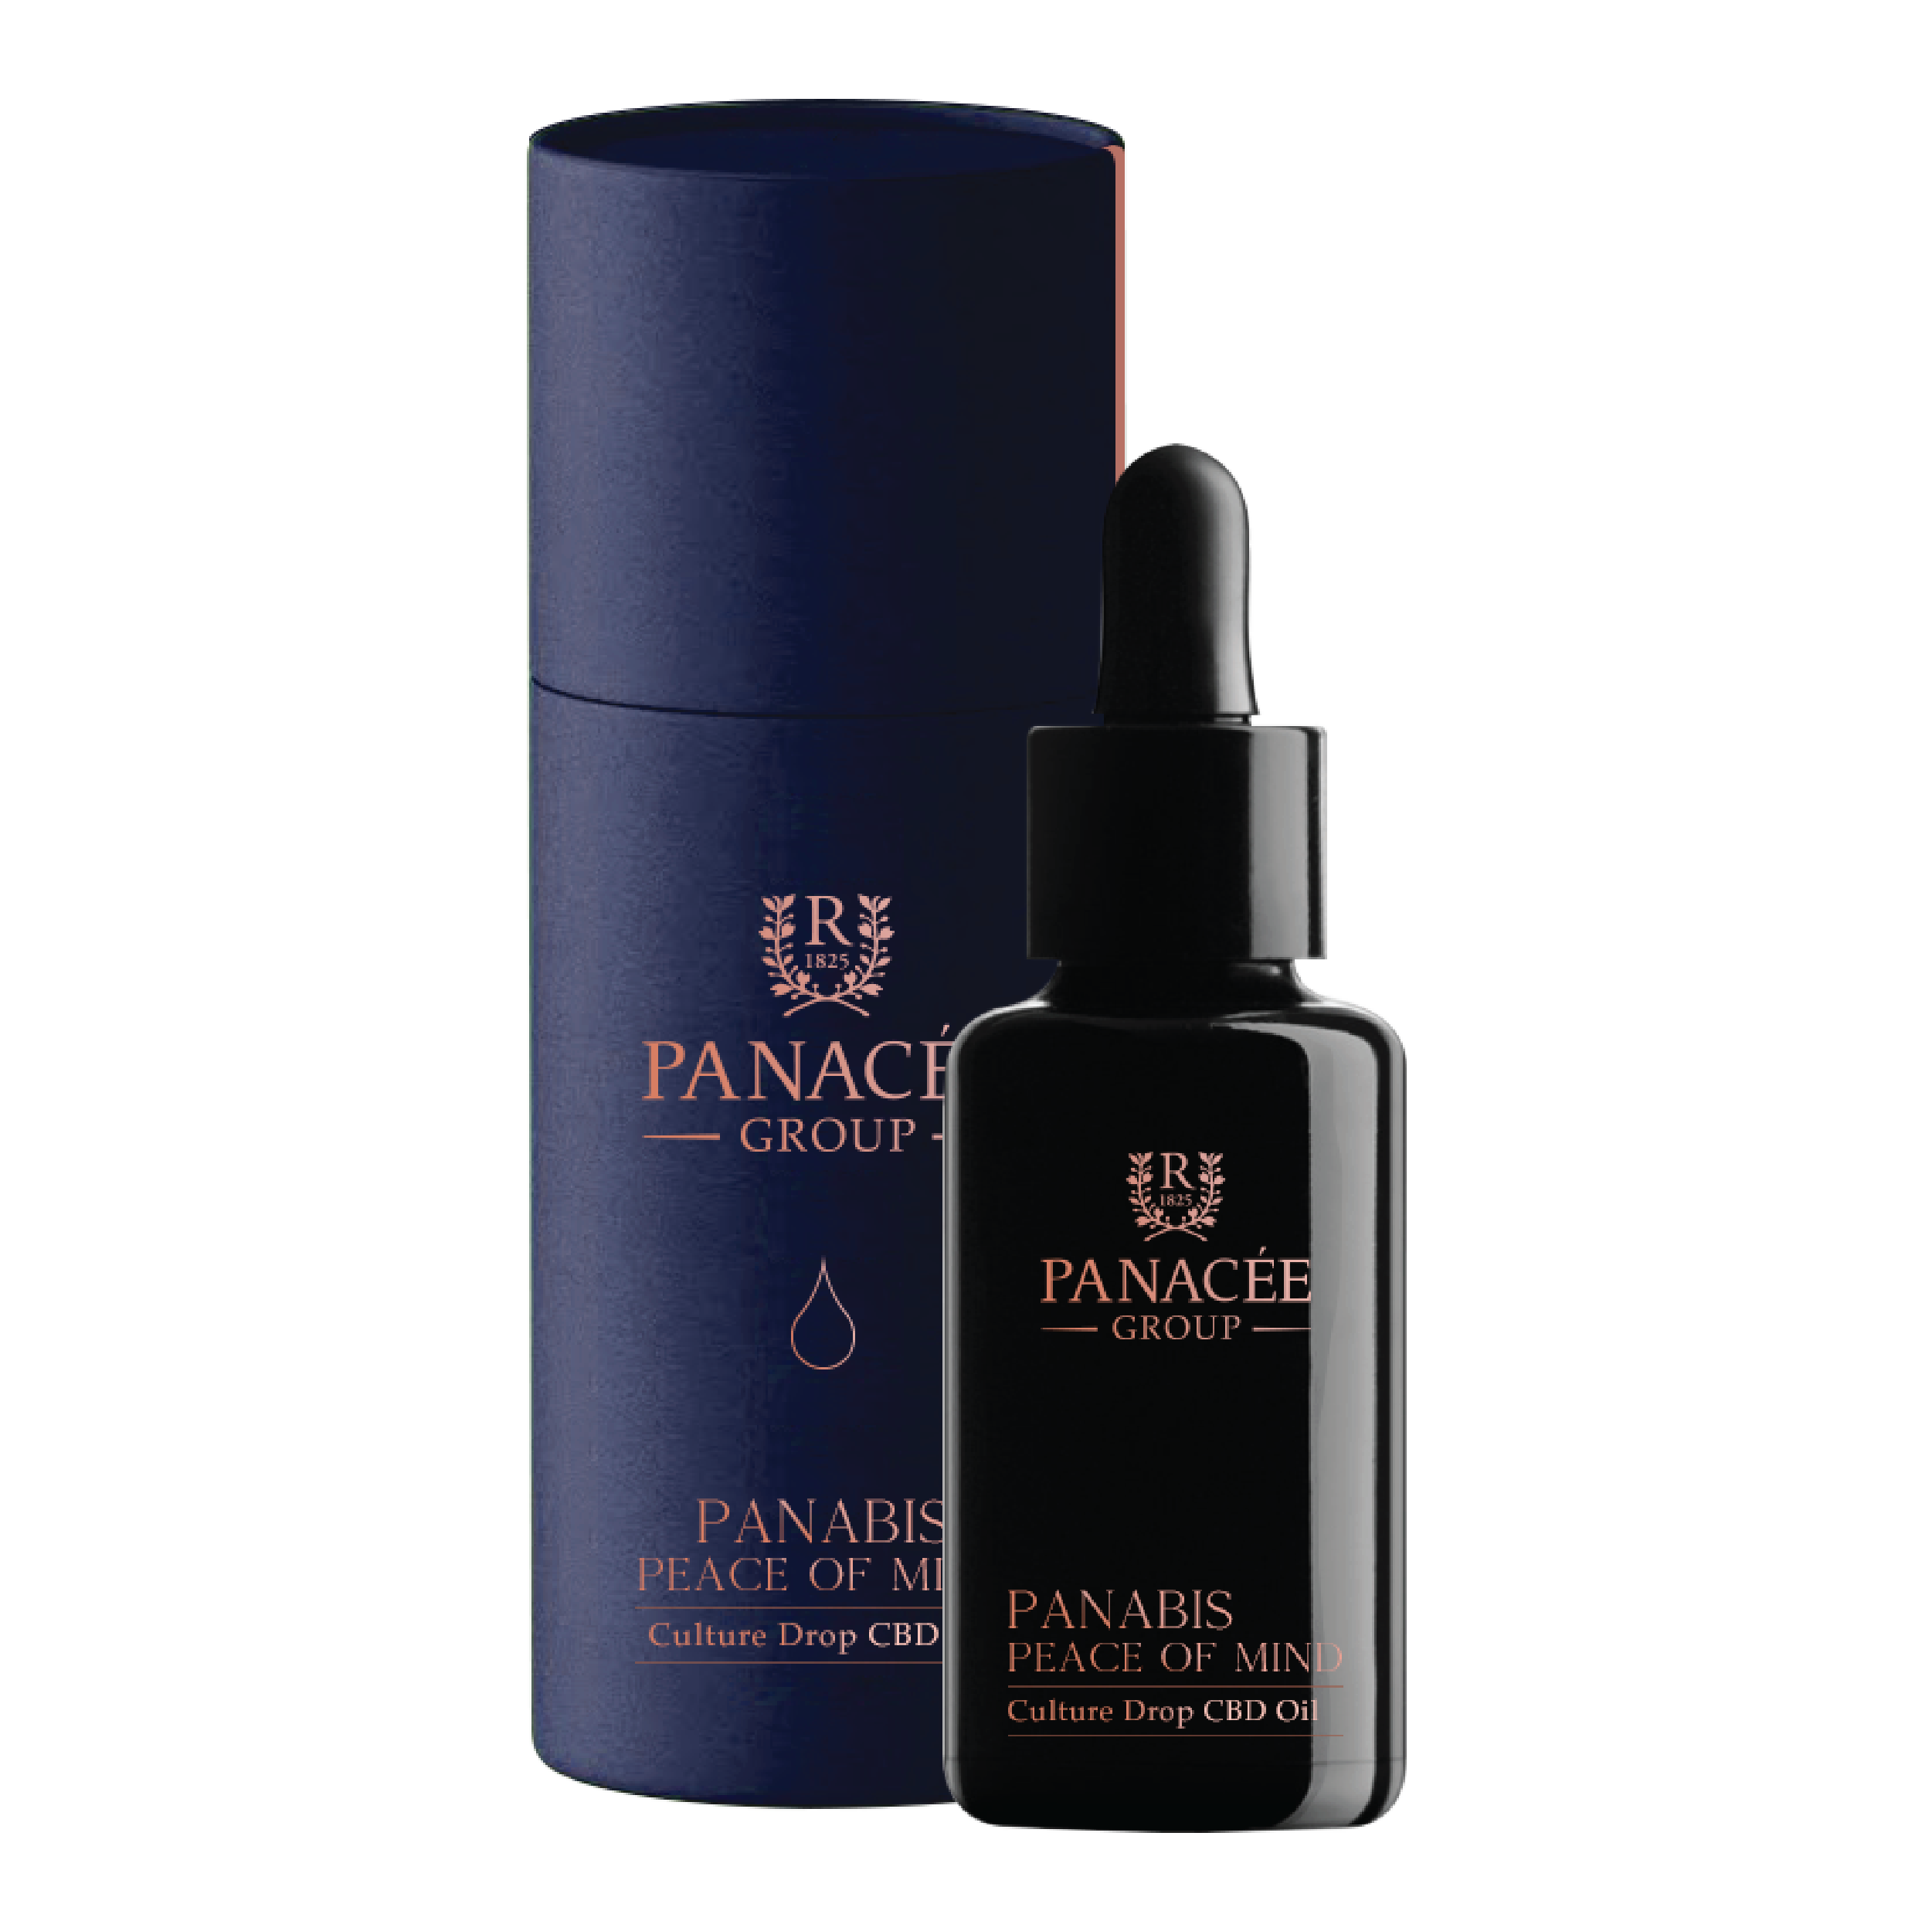 R
1825
PANACÉ
GROUP
PANABIS
PEACE OF MI
Culture Drop CBD
R
1825
PANACÉE
GROUP
PANABIS
PEACE OF MIND
Culture Drop CBD Oil